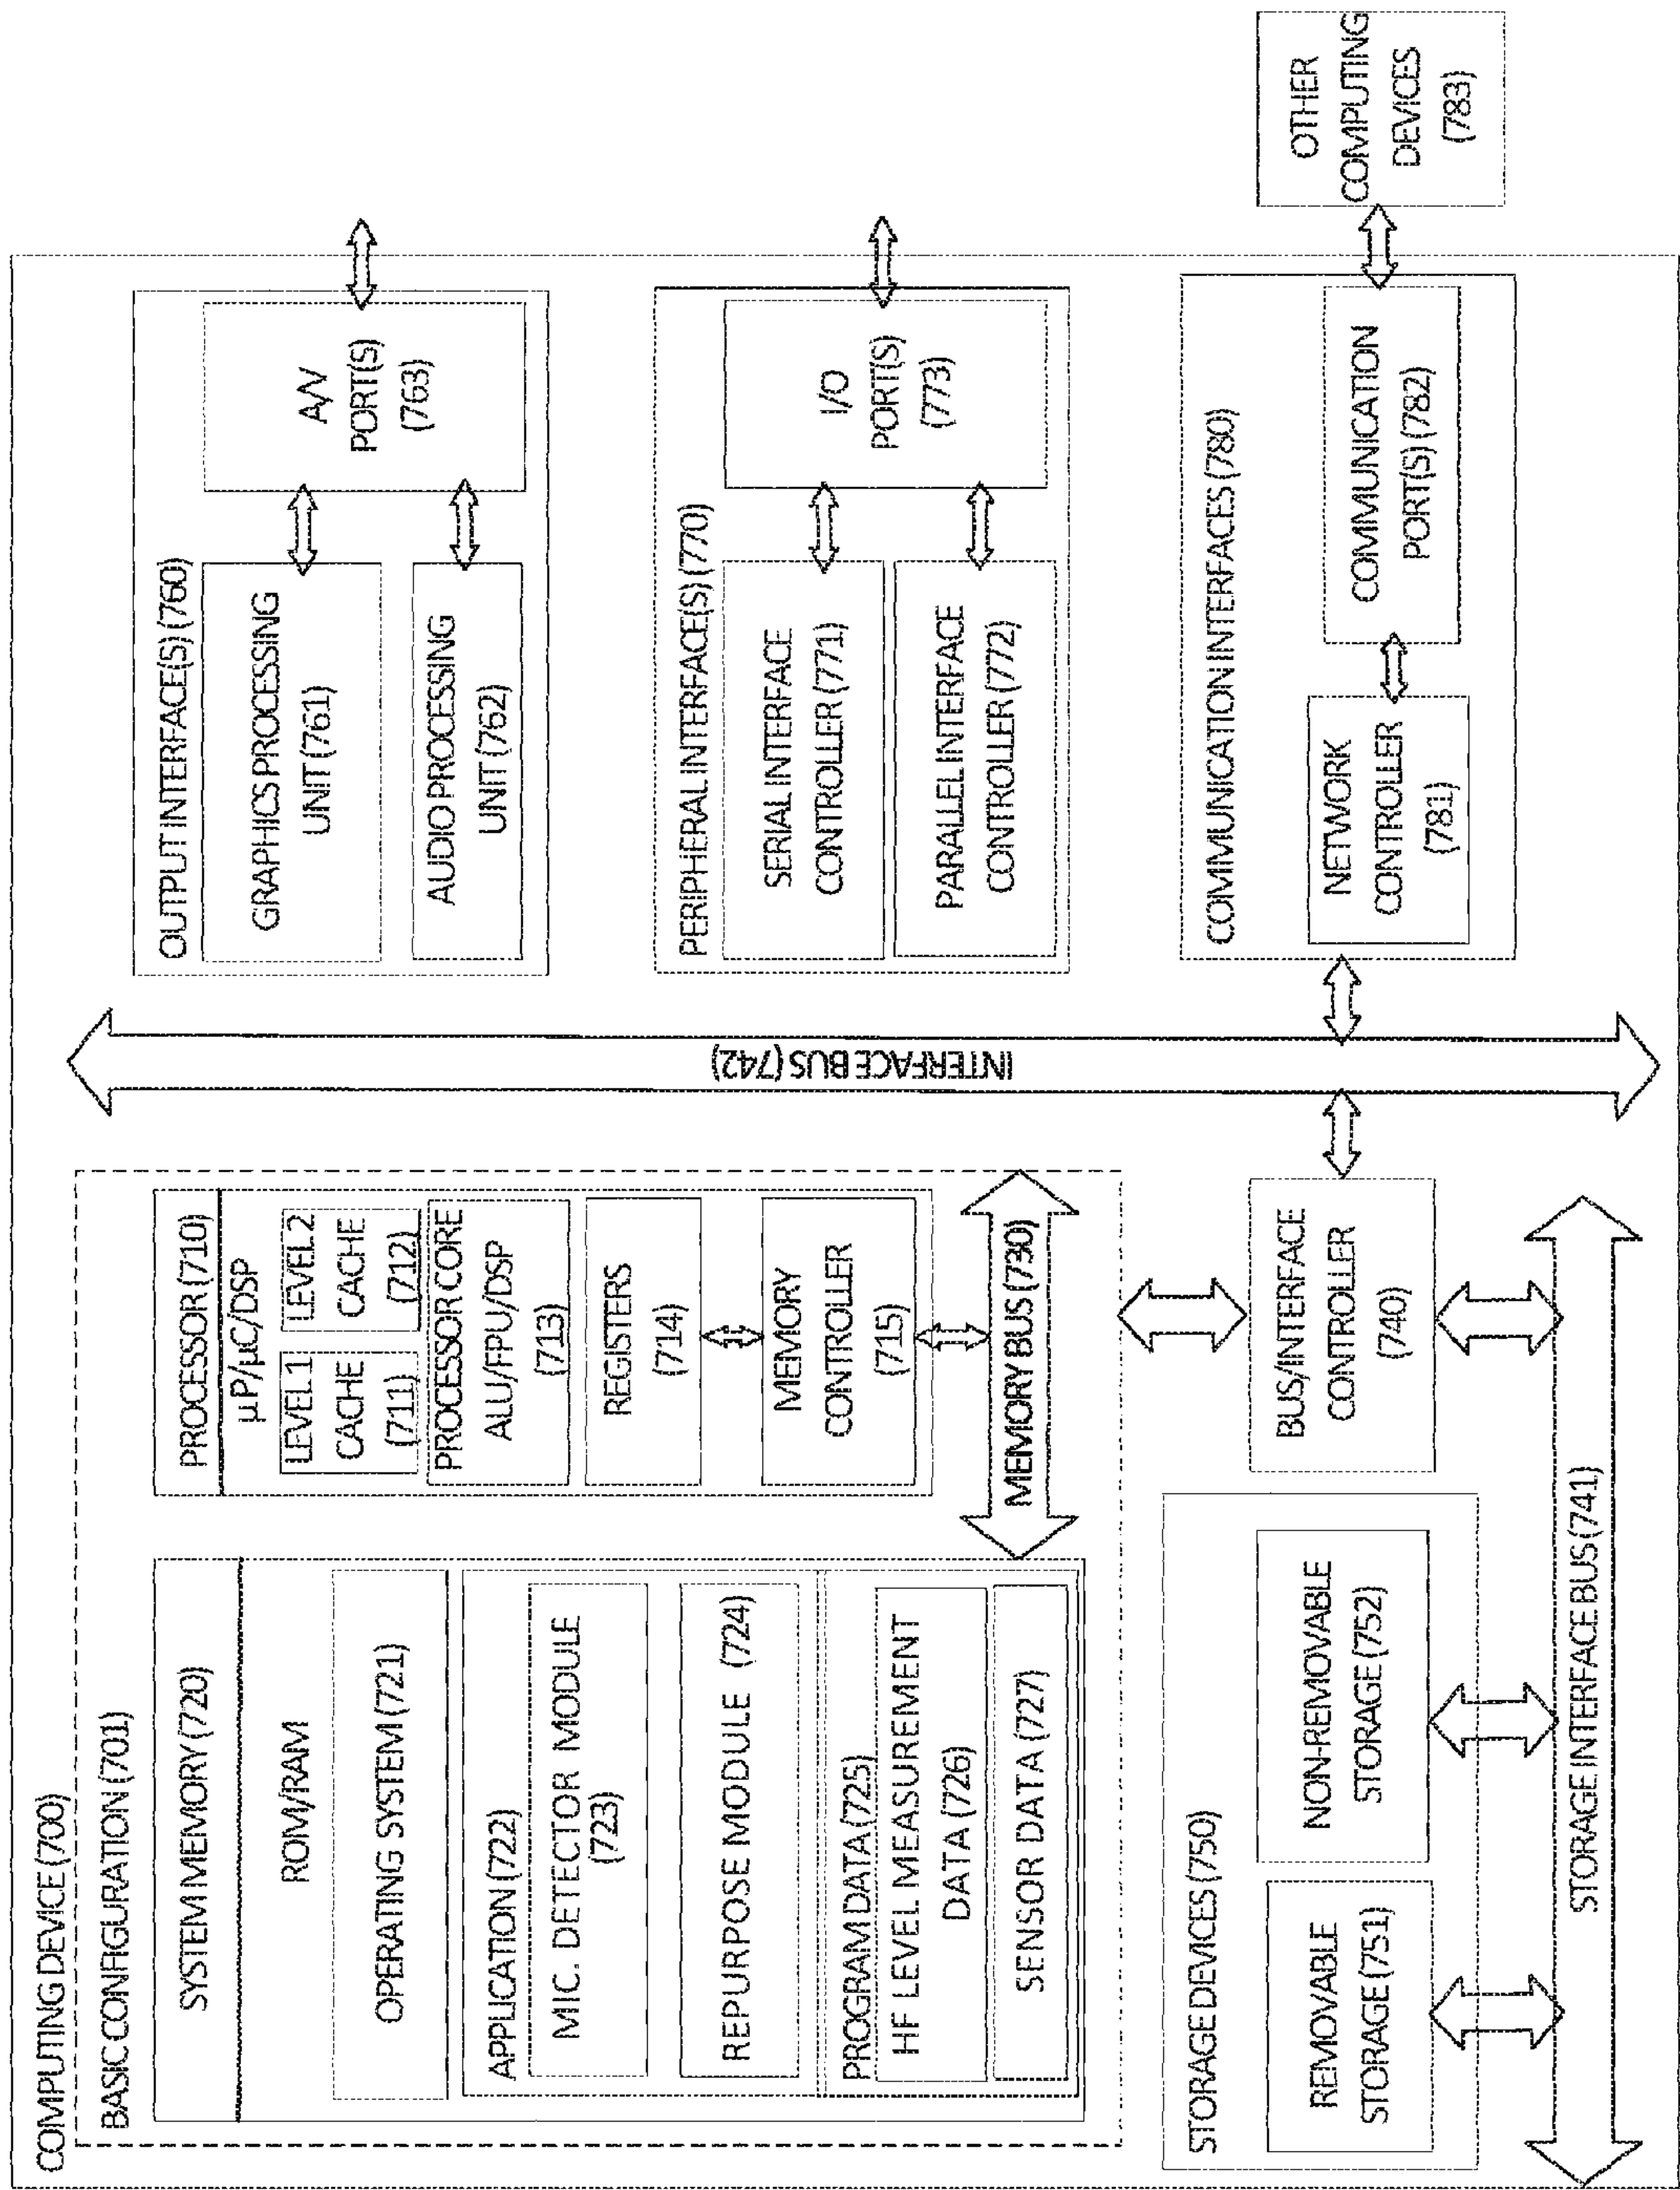 COMPUTING DEVICE (700)
BASIC CONFIGURATION (701)
SYSTEM MEMORY (720)
ROM/RAM
OPERATING SYSTEM (721)
APPLICATION (722)
MIC. DETECTOR MODULE
(723)
REPURPOSE MODULE (724)
PROGRAM DATA (725)
HF LEVEL MEASUREMENT
DATA (726)
SENSOR DATA (727)
PROCESSOR (710)
µP/µC/DSP
LEVEL 1
CACHE
(711)
LEVEL 2
CACHE
(712)
PROCESSOR CORE
ALU/FPU/DSP
(713)
REGISTERS
(714)
MEMORY
CONTROLLER
(715)
MEMORY BUS (730)
BUS/INTERFACE
CONTROLLER
(740)
STORAGE DEVICES (750)
REMOVABLE
STORAGE (751)
NON-REMOVABLE
STORAGE (752)
STORAGE INTERFACE BUS (741)
INTERFACE BUS (742)
OUTPUT INTERFACE(S) (760)
GRAPHICS PROCESSING
UNIT (761)
AUDIO PROCESSING
UNIT (762)
A/V
PORT(S)
(763)
PERIPHERAL INTERFACE(S) (770)
SERIAL INTERFACE
CONTROLLER (771)
PARALLEL INTERFACE
CONTROLLER (772)
I/O
PORT(S)
(773)
COMMUNICATION INTERFACES (780)
NETWORK
CONTROLLER
(781)
COMMUNICATION
PORT(S) (782)
OTHER
COMPUTING
DEVICES
(783)